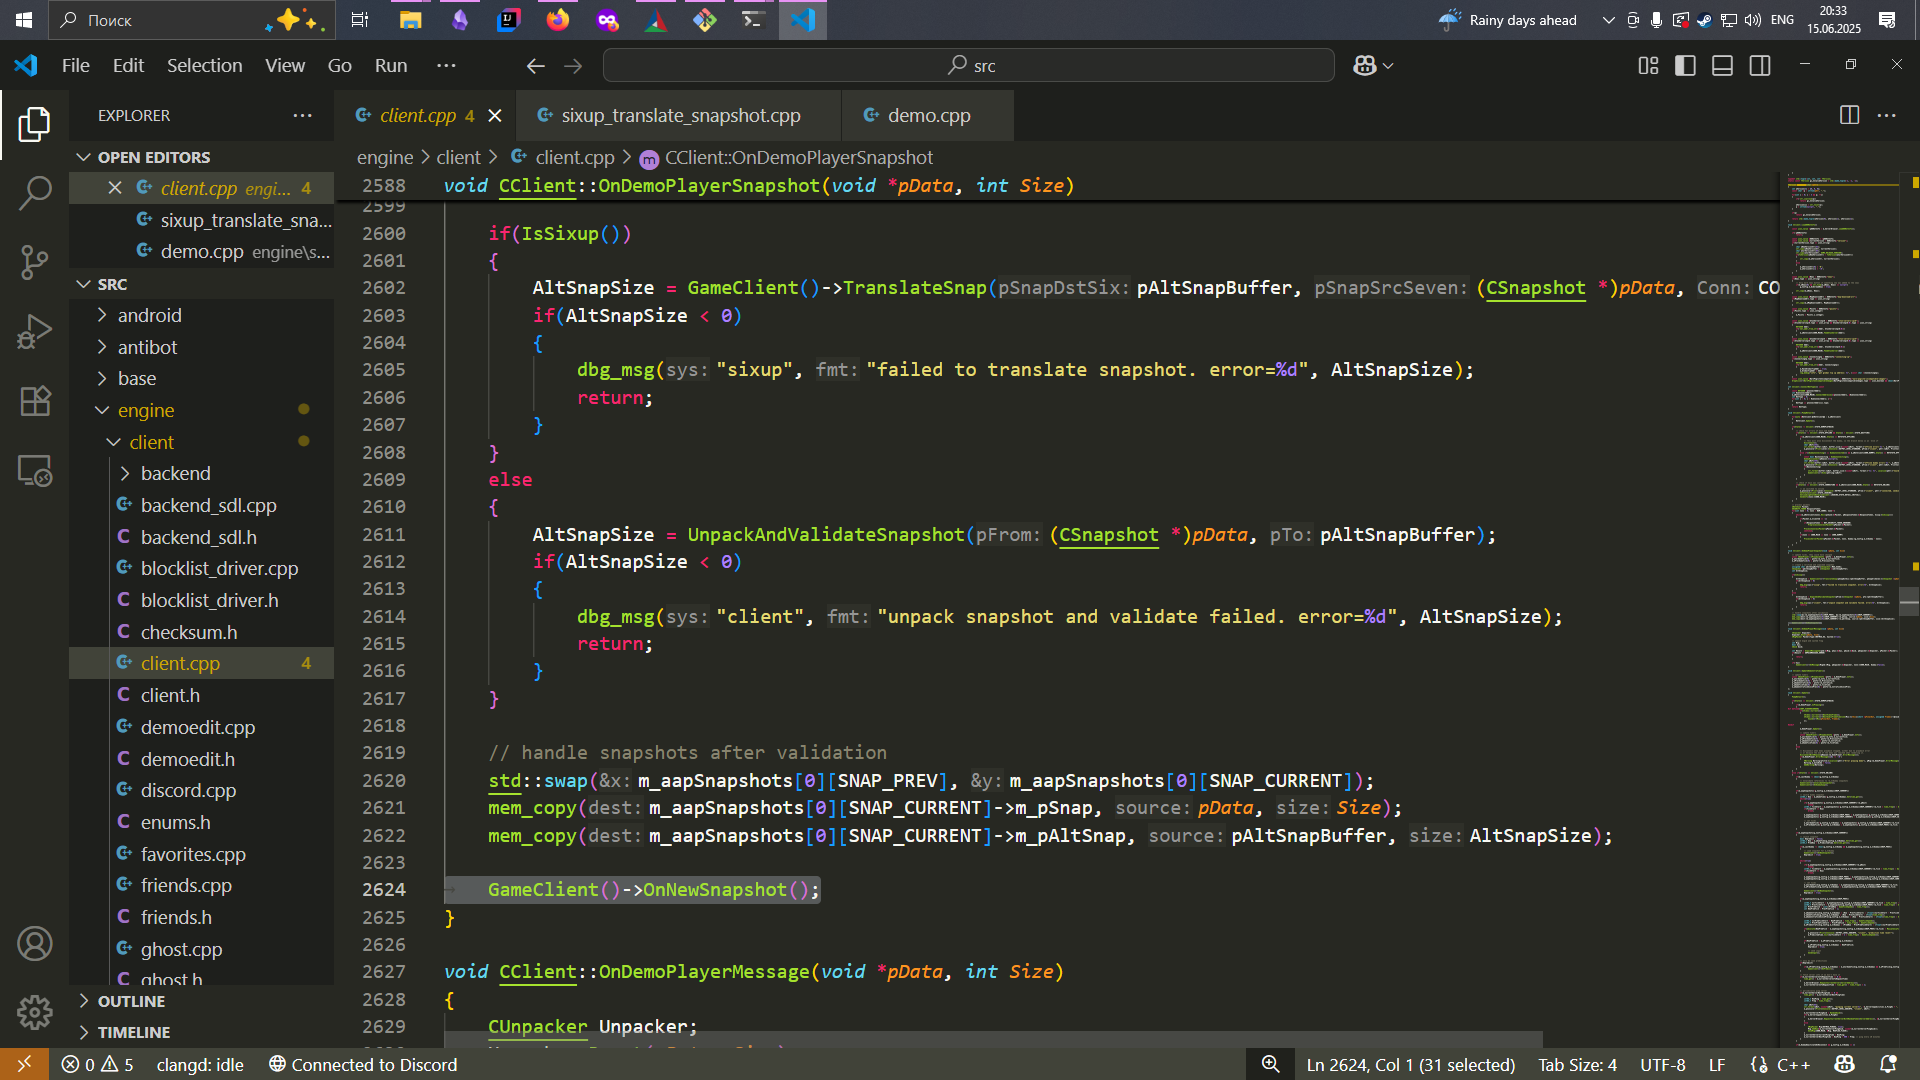 Поиск
Rainy days ahead
ENG
20:33
15.06.2025
File Edit Selection View Go Run ···
src
EXPLORER
client.cpp 4
sixup_translate_snapshot.cpp
demo.cpp
OPEN EDITORS
client.cpp engi... 4
sixup_translate_sna...
demo.cpp engine\s...
SRC
android
antibot
base
engine
client
backend
backend_sdl.cpp
backend_sdl.h
blocklist_driver.cpp
blocklist_driver.h
checksum.h
client.cpp 4
client.h
demoedit.cpp
demoedit.h
discord.cpp
enums.h
favorites.cpp
friends.cpp
friends.h
ghost.cpp
ghost.h
OUTLINE
TIMELINE
engine > client > client.cpp > CClient::OnDemoPlayerSnapshot
2588 void CClient::OnDemoPlayerSnapshot(void *pData, int Size)
2599
2600 if(IsSixup())
2601 {
2602 AltSnapSize = GameClient()->TranslateSnap(pSnapDstSix: pAltSnapBuffer, pSnapSrcSeven: (CSnapshot *)pData, Conn: CO
2603 if(AltSnapSize < 0)
2604 {
2605 dbg_msg(sys: "sixup", fmt: "failed to translate snapshot. error=%d", AltSnapSize);
2606 return;
2607 }
2608 }
2609 else
2610 {
2611 AltSnapSize = UnpackAndValidateSnapshot(pFrom: (CSnapshot *)pData, pTo: pAltSnapBuffer);
2612 if(AltSnapSize < 0)
2613 {
2614 dbg_msg(sys: "client", fmt: "unpack snapshot and validate failed. error=%d", AltSnapSize);
2615 return;
2616 }
2617 }
2618
2619 // handle snapshots after validation
2620 std::swap(&x: m_aapSnapshots[0][SNAP_PREV], &y: m_aapSnapshots[0][SNAP_CURRENT]);
2621 mem_copy(dest: m_aapSnapshots[0][SNAP_CURRENT]->m_pSnap, source: pData, size: Size);
2622 mem_copy(dest: m_aapSnapshots[0][SNAP_CURRENT]->m_pAltSnap, source: pAltSnapBuffer, size: AltSnapSize);
2623
2624 GameClient()->OnNewSnapshot();
2625 }
2626
2627 void CClient::OnDemoPlayerMessage(void *pData, int Size)
2628 {
2629 CUnpacker Unpacker;
0 5 clangd: idle Connected to Discord
Ln 2624, Col 1 (31 selected) Tab Size: 4 UTF-8 LF {} C++